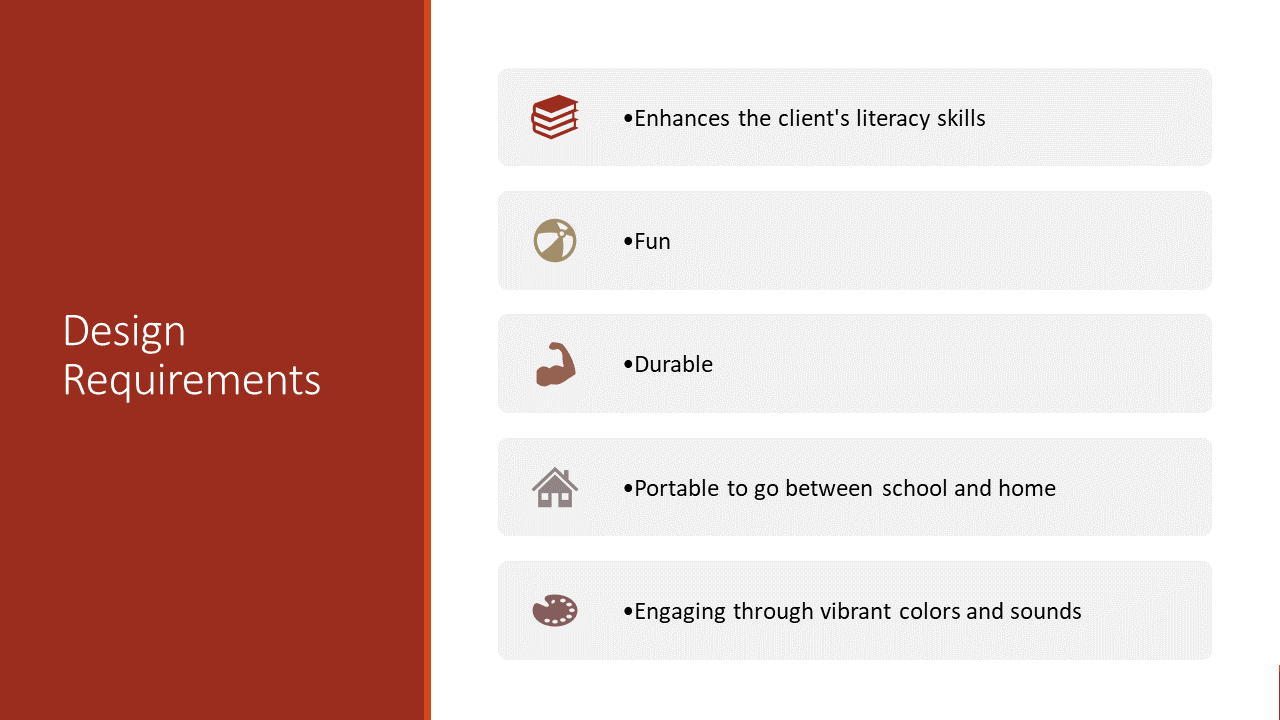 Design
Requirements
•Enhances the client's literacy skills
•Fun
•Durable
•Portable to go between school and home
•Engaging through vibrant colors and sounds